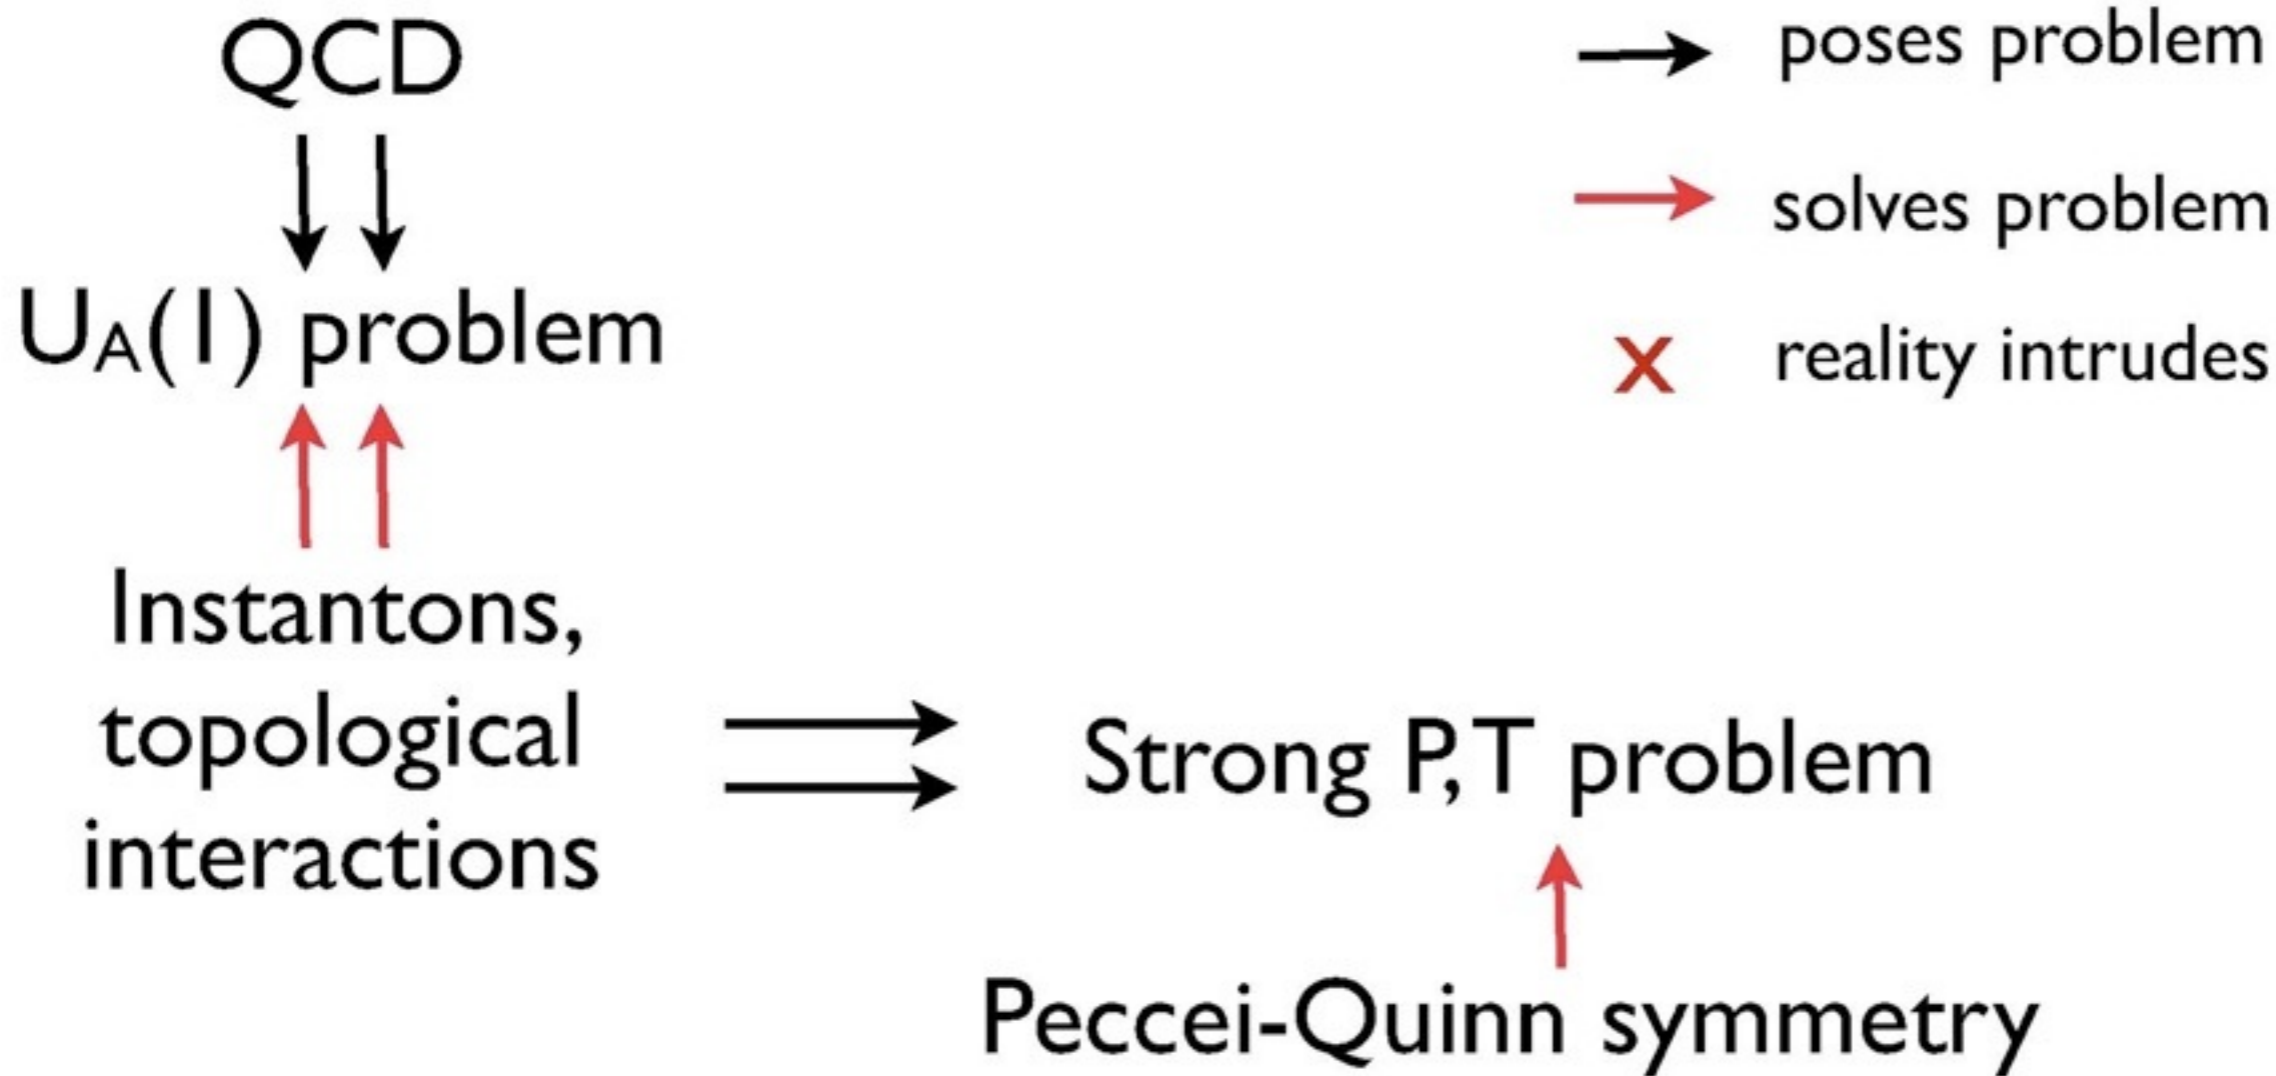 QCD
poses problem
solves problem
UA(1) problem
X reality intrudes
Instantons,
topological
interactions
Strong P,T problem
Peccei-Quinn symmetry